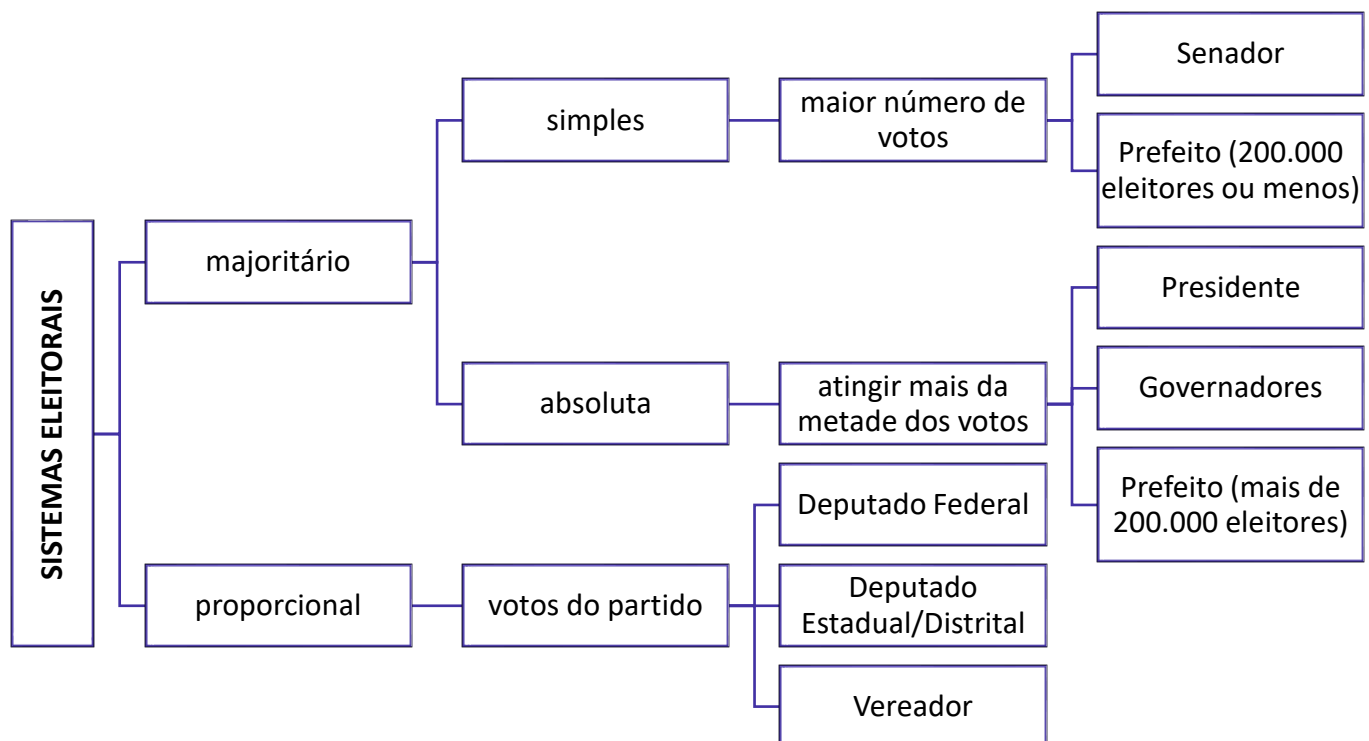 SISTEMAS ELEITORAIS
majoritário
simples
maior número de
votos
Senador
Prefeito (200.000
eleitores ou menos)
absoluta
atingir mais da
metade dos votos
Presidente
Governadores
Prefeito (mais de
200.000 eleitores)
proporcional
votos do partido
Deputado Federal
Deputado
Estadual/Distrital
Vereador